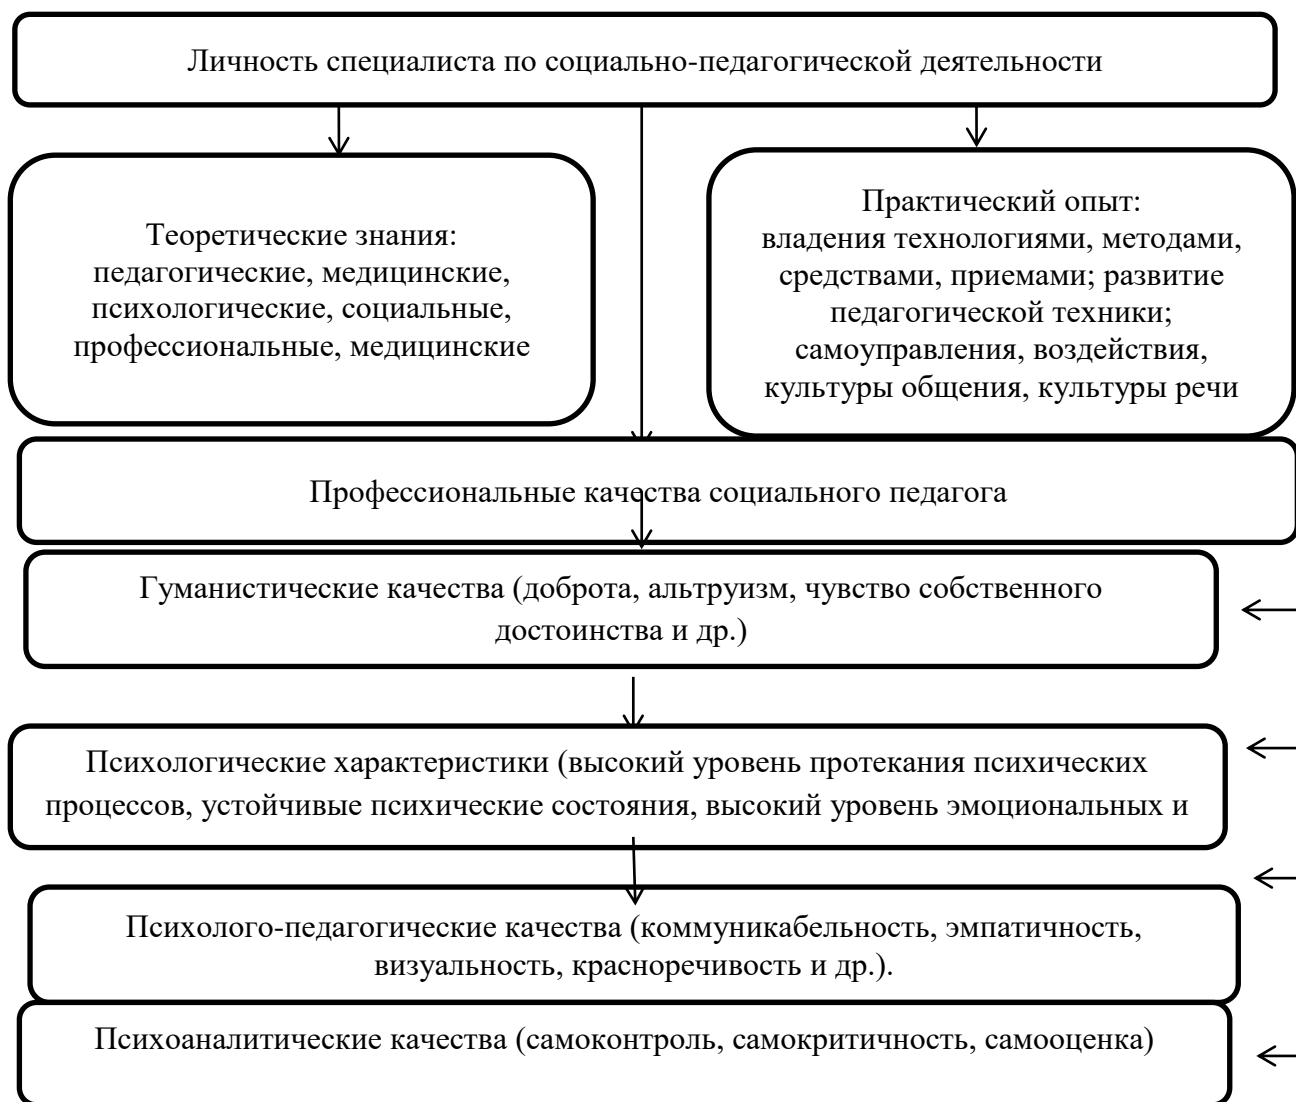 Личность специалиста по социально-педагогической деятельности
Теоретические знания:
педагогические, медицинские,
психологические, социальные,
профессиональные, медицинские
Практический опыт:
владения технологиями, методами,
средствами, приемами; развитие
педагогической техники;
самоуправления, воздействия,
культуры общения, культуры речи
Профессиональные качества социального педагога
Гуманистические качества (доброта, альтруизм, чувство собственного
достоинства и др.)
Психологические характеристики (высокий уровень протекания психических
процессов, устойчивые психические состояния, высокий уровень эмоциональных и
Психолого-педагогические качества (коммуникабельность, эмпатичность,
визуальность, красноречивость и др.).
Психоаналитические качества (самоконтроль, самокритичность, самооценка)